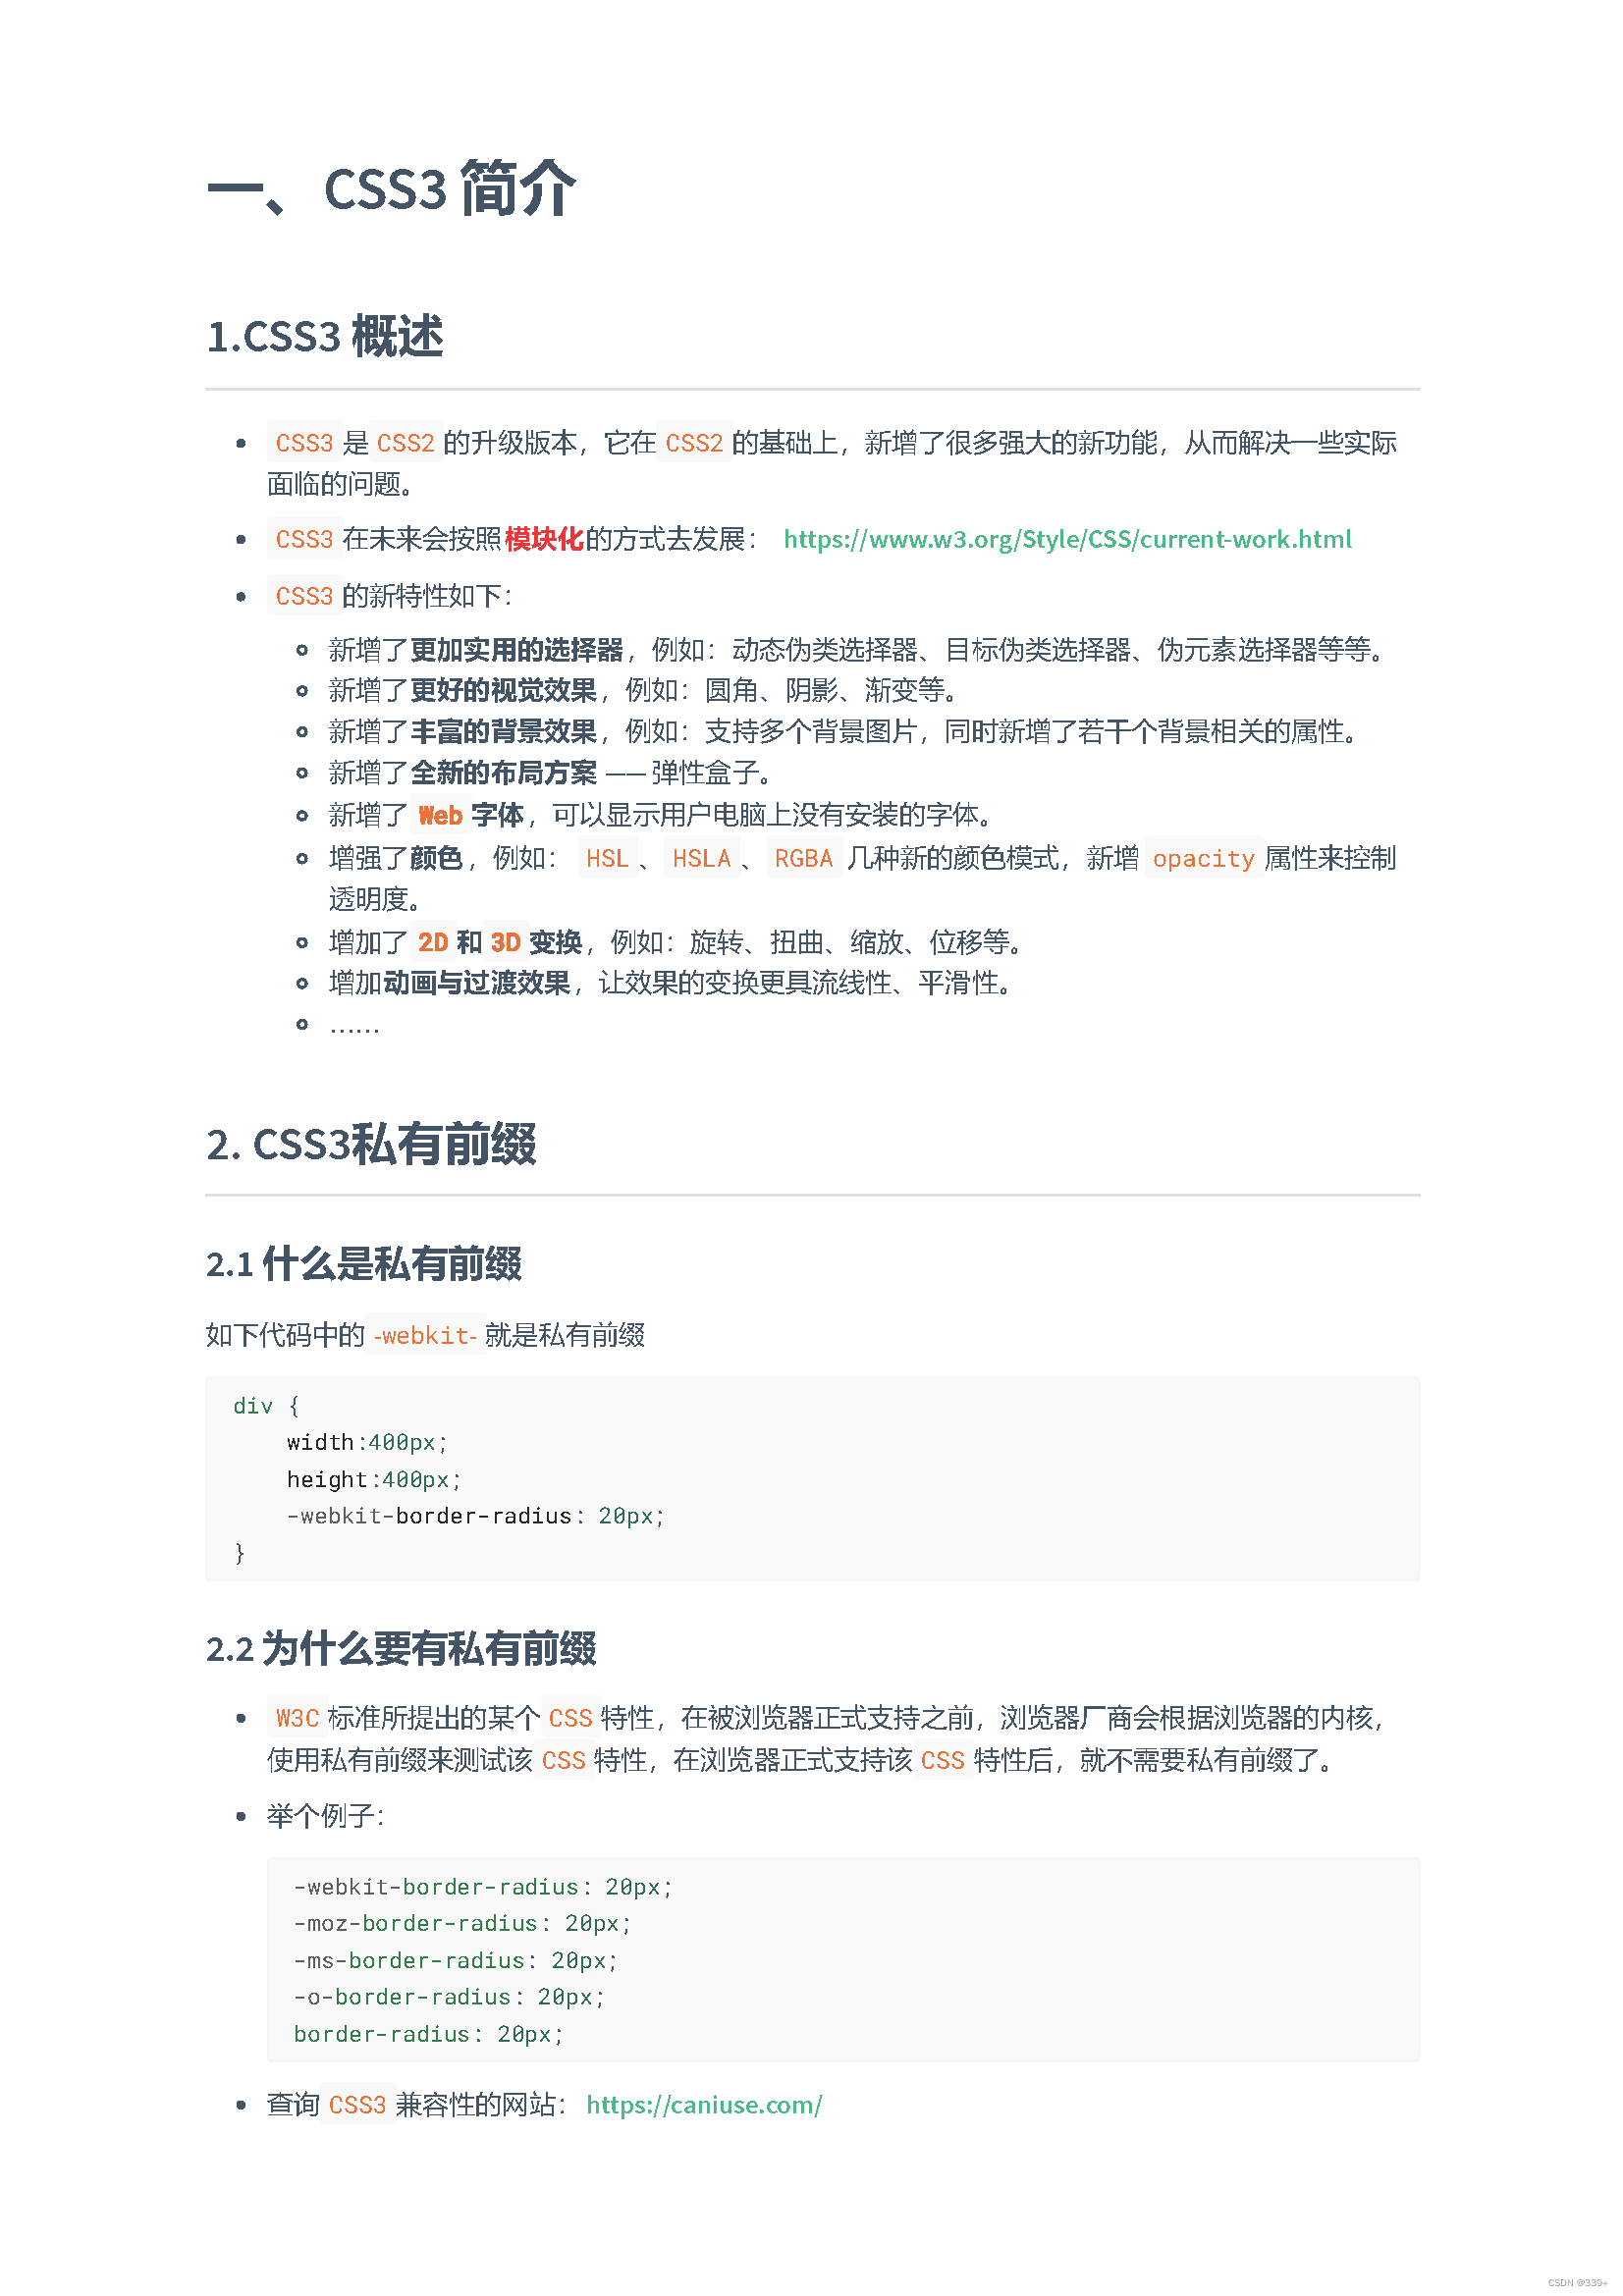 一、CSS3 简介
1.CSS3 概述
CSS3 是 CSS2 的升级版本，它在 CSS2 的基础上，新增了很多强大的新功能，从而解决一些实际
面临的问题。
CSS3 在未来会按照模块化的方式去发展： https://www.w3.org/Style/CSS/current-work.html
CSS3 的新特性如下：
新增了更加实用的选择器，例如：动态伪类选择器、目标伪类选择器、伪元素选择器等等。
新增了更好的视觉效果，例如：圆角、阴影、渐变等。
新增了丰富的背景效果，例如：支持多个背景图片，同时新增了若干个背景相关的属性。
新增了全新的布局方案 —— 弹性盒子。
新增了 Web 字体，可以显示用户电脑上没有安装的字体。
增强了颜色，例如： HSL 、 HSLA 、 RGBA 几种新的颜色模式，新增 opacity 属性来控制
透明度。
增加了 2D 和 3D 变换，例如：旋转、扭曲、缩放、位移等。
增加动画与过渡效果，让效果的变换更具流线性、平滑性。
……
2. CSS3私有前缀
2.1 什么是私有前缀
如下代码中的 -webkit- 就是私有前缀
div {
    width:400px;
    height:400px;
    -webkit-border-radius: 20px;
}
2.2 为什么要有私有前缀
W3C 标准所提出的某个 CSS 特性，在被浏览器正式支持之前，浏览器厂商会根据浏览器的内核，
使用私有前缀来测试该 CSS 特性，在浏览器正式支持该 CSS 特性后，就不需要私有前缀了。
举个例子：
-webkit-border-radius: 20px;
-moz-border-radius: 20px;
-ms-border-radius: 20px;
-o-border-radius: 20px;
border-radius: 20px;
查询 CSS3 兼容性的网站： https://caniuse.com/
CSDN @339+